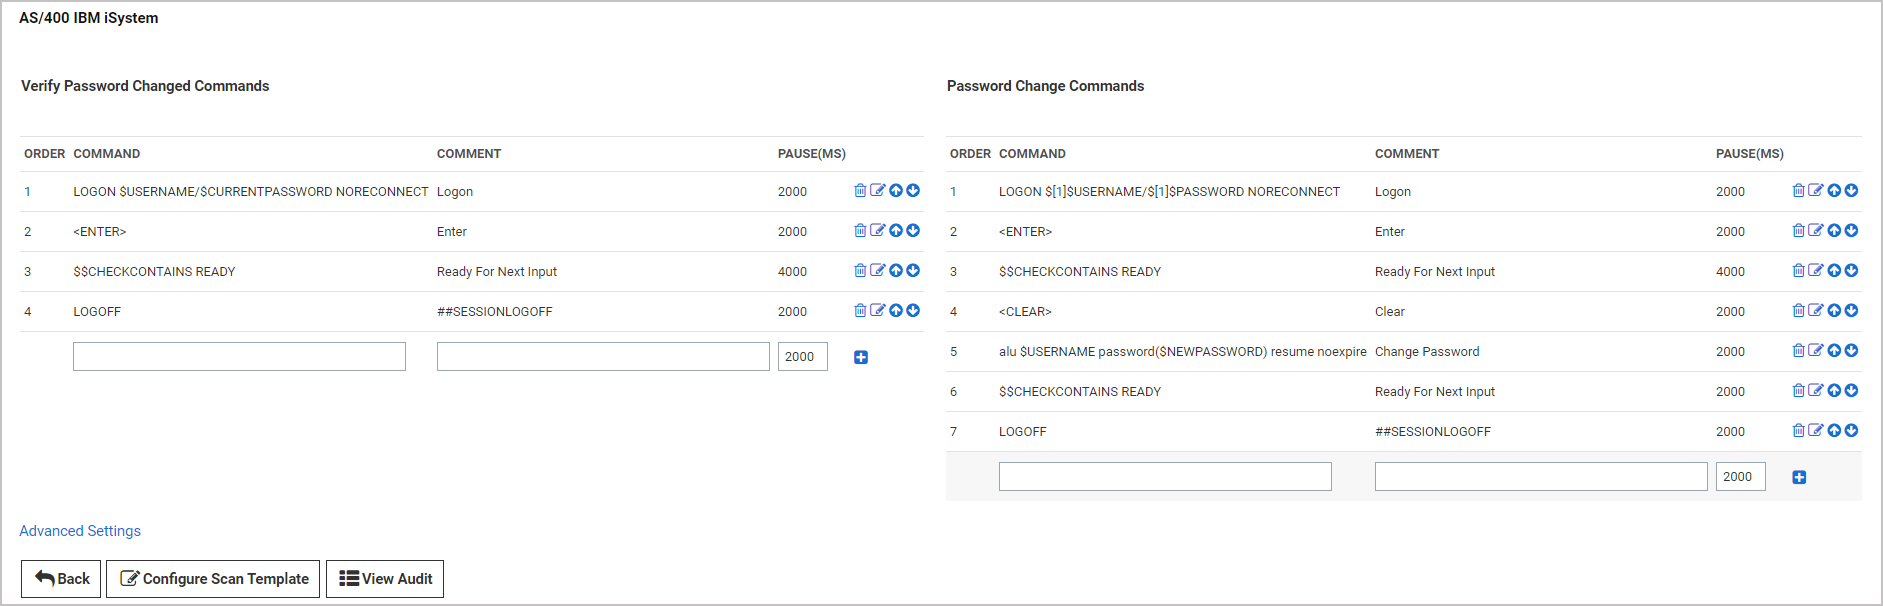 AS/400 IBM iSystem
Verify Password Changed Commands
ORDER COMMAND COMMENT PAUSE(MS)
1 LOGON $USERNAME/$CURRENTPASSWORD NORECONNECT Logon 2000
2 <ENTER> Enter 2000
3 $$CHECKCONTAINS READY Ready For Next Input 4000
4 LOGOFF ##SESSIONLOGOFF 2000
2000
Password Change Commands
ORDER COMMAND COMMENT PAUSE(MS)
1 LOGON $[1]$USERNAME/$[1]$PASSWORD NORECONNECT Logon 2000
2 <ENTER> Enter 2000
3 $$CHECKCONTAINS READY Ready For Next Input 4000
4 <CLEAR> Clear 2000
5 alu $USERNAME password($NEWPASSWORD) resume noexpire Change Password 2000
6 $$CHECKCONTAINS READY Ready For Next Input 2000
7 LOGOFF ##SESSIONLOGOFF 2000
2000
Advanced Settings
Back Configure Scan Template View Audit